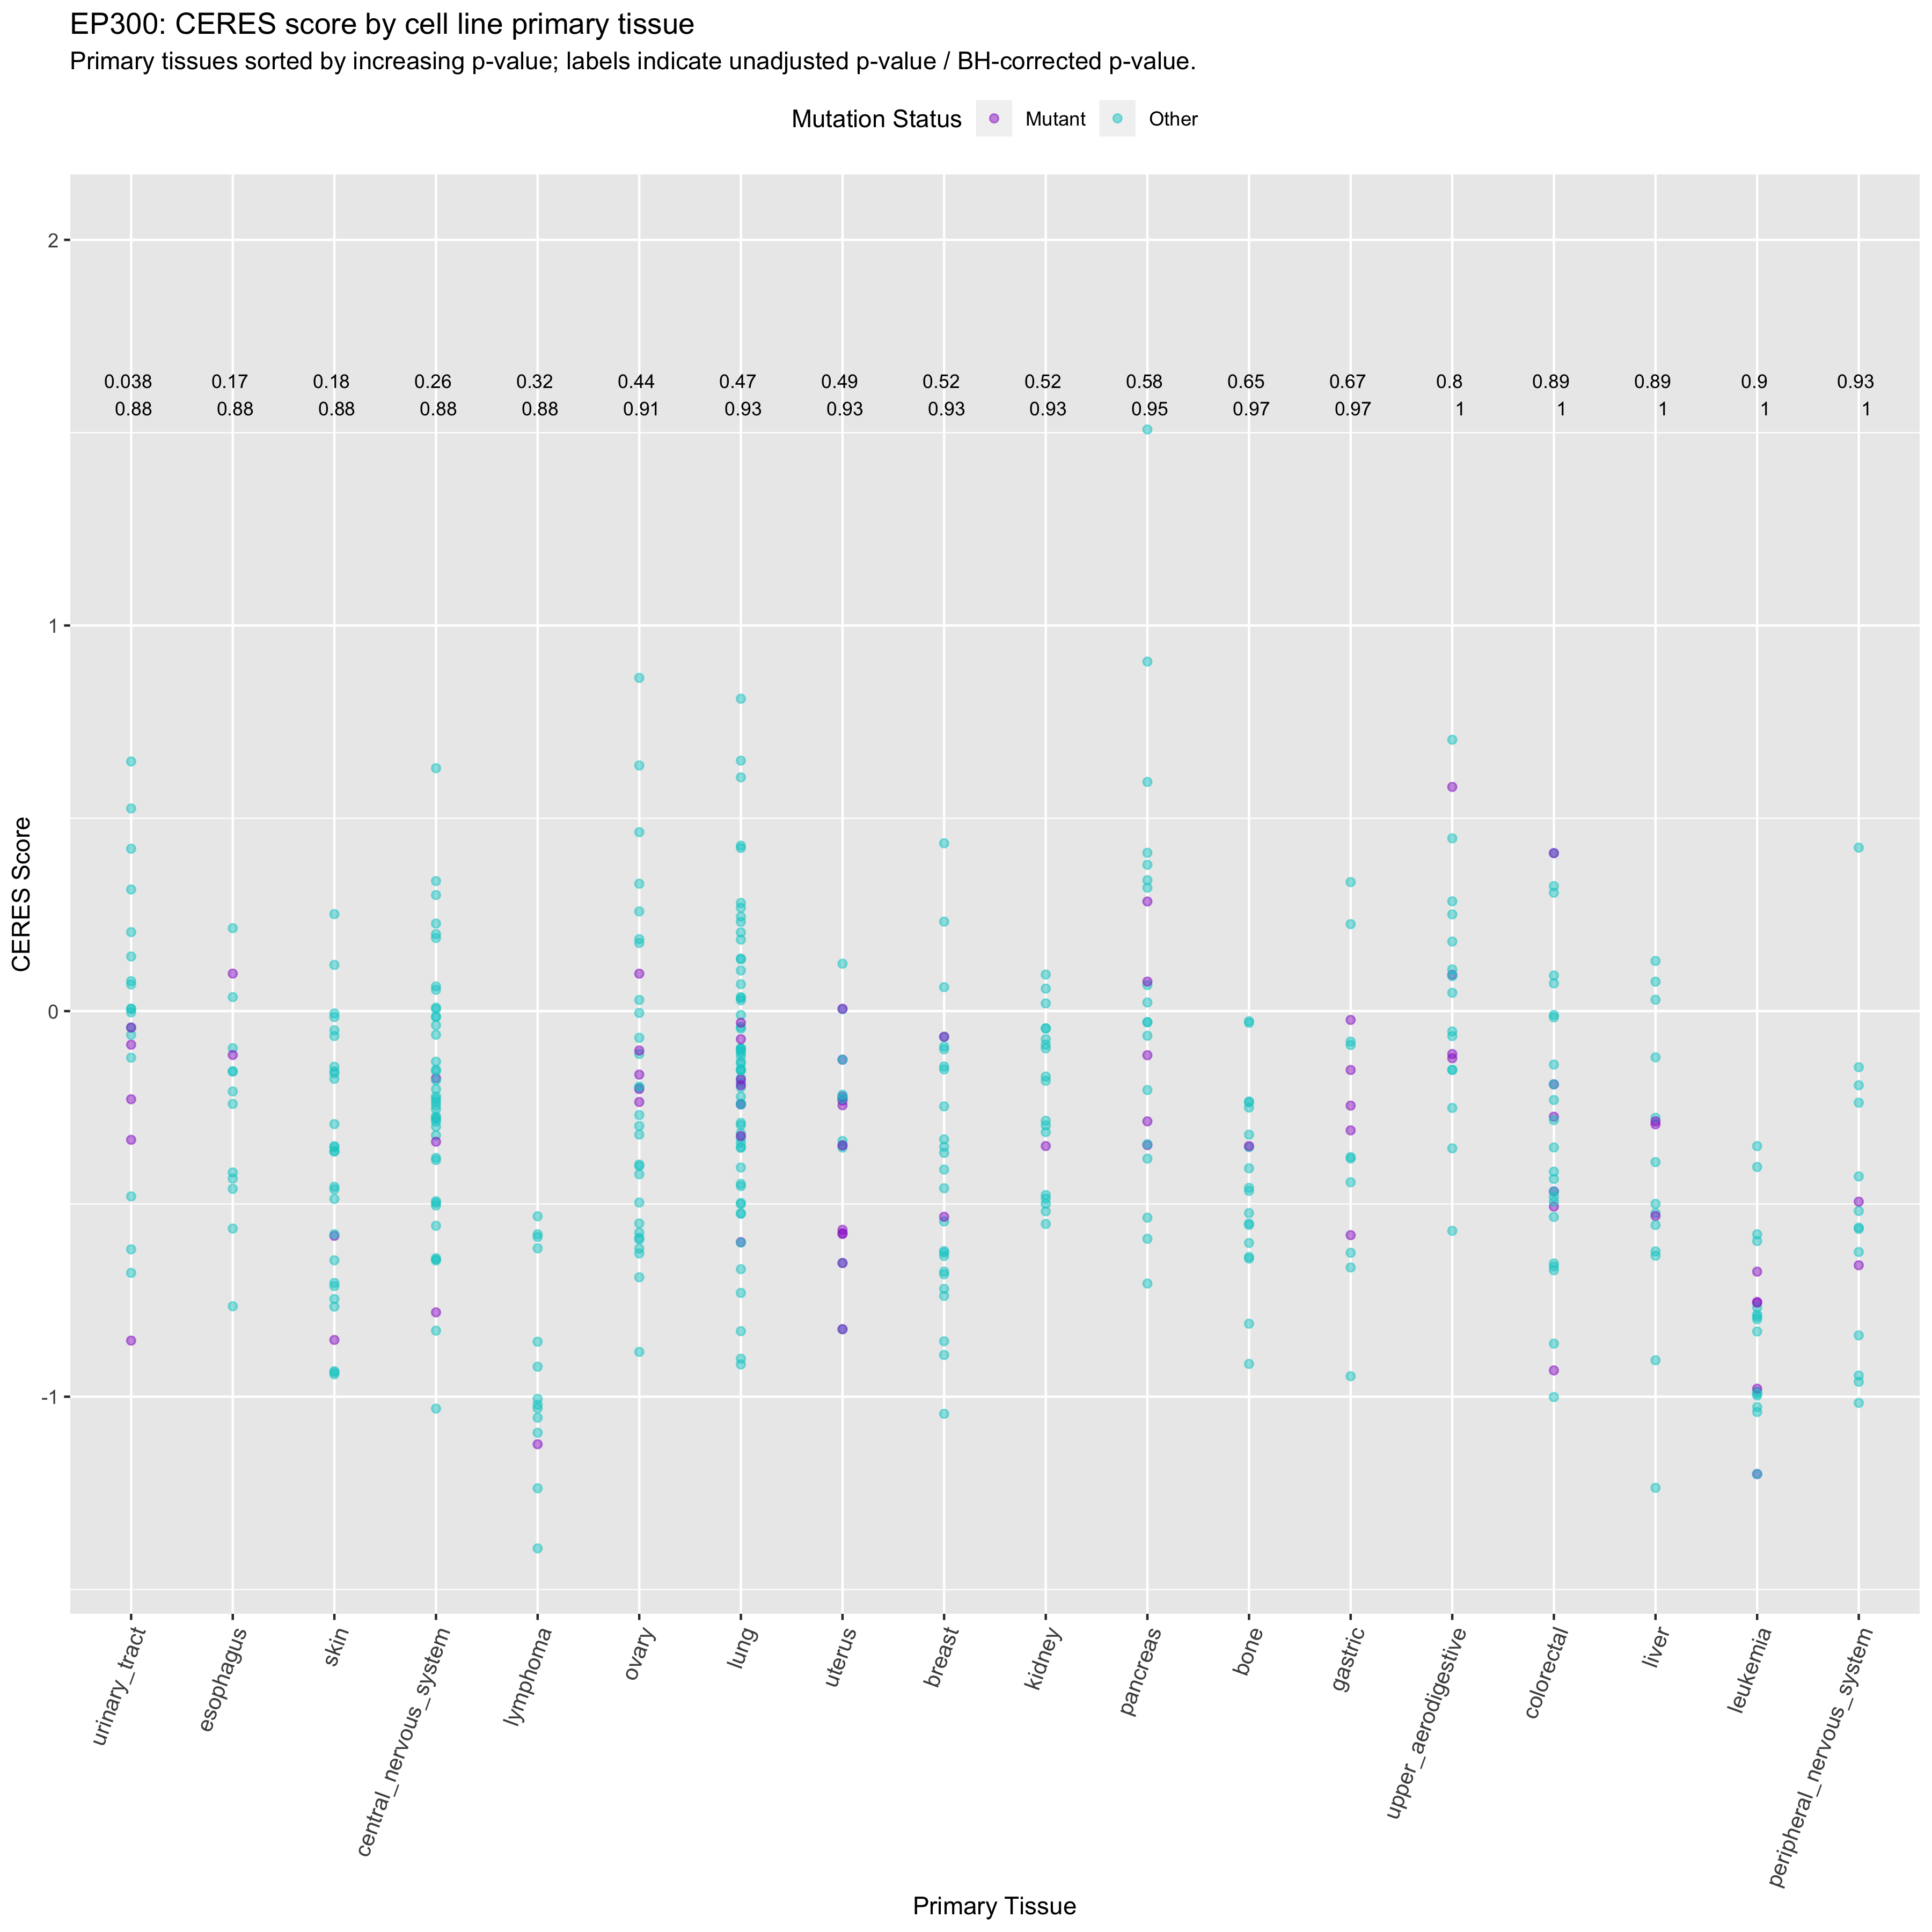 EP300: CERES score by cell line primary tissue
Primary tissues sorted by increasing p-value; labels indicate unadjusted p-value / BH-corrected p-value.
Mutation Status Mutant Other
2
0.038 0.17 0.18 0.26 0.32 0.44 0.47 0.49 0.52 0.52 0.58 0.65 0.67 0.8 0.89 0.89 0.9 0.93
0.88 0.88 0.88 0.88 0.88 0.91 0.93 0.93 0.93 0.93 0.95 0.97 0.97 1 1 1 1 1
1
0
-1
CERES Score
urinary_tract
esophagus
skin
central_nervous_system
lymphoma
ovary
lung
uterus
breast
kidney
pancreas
bone
gastric
upper_aerodigestive
colorectal
liver
leukemia
peripheral_nervous_system
Primary Tissue